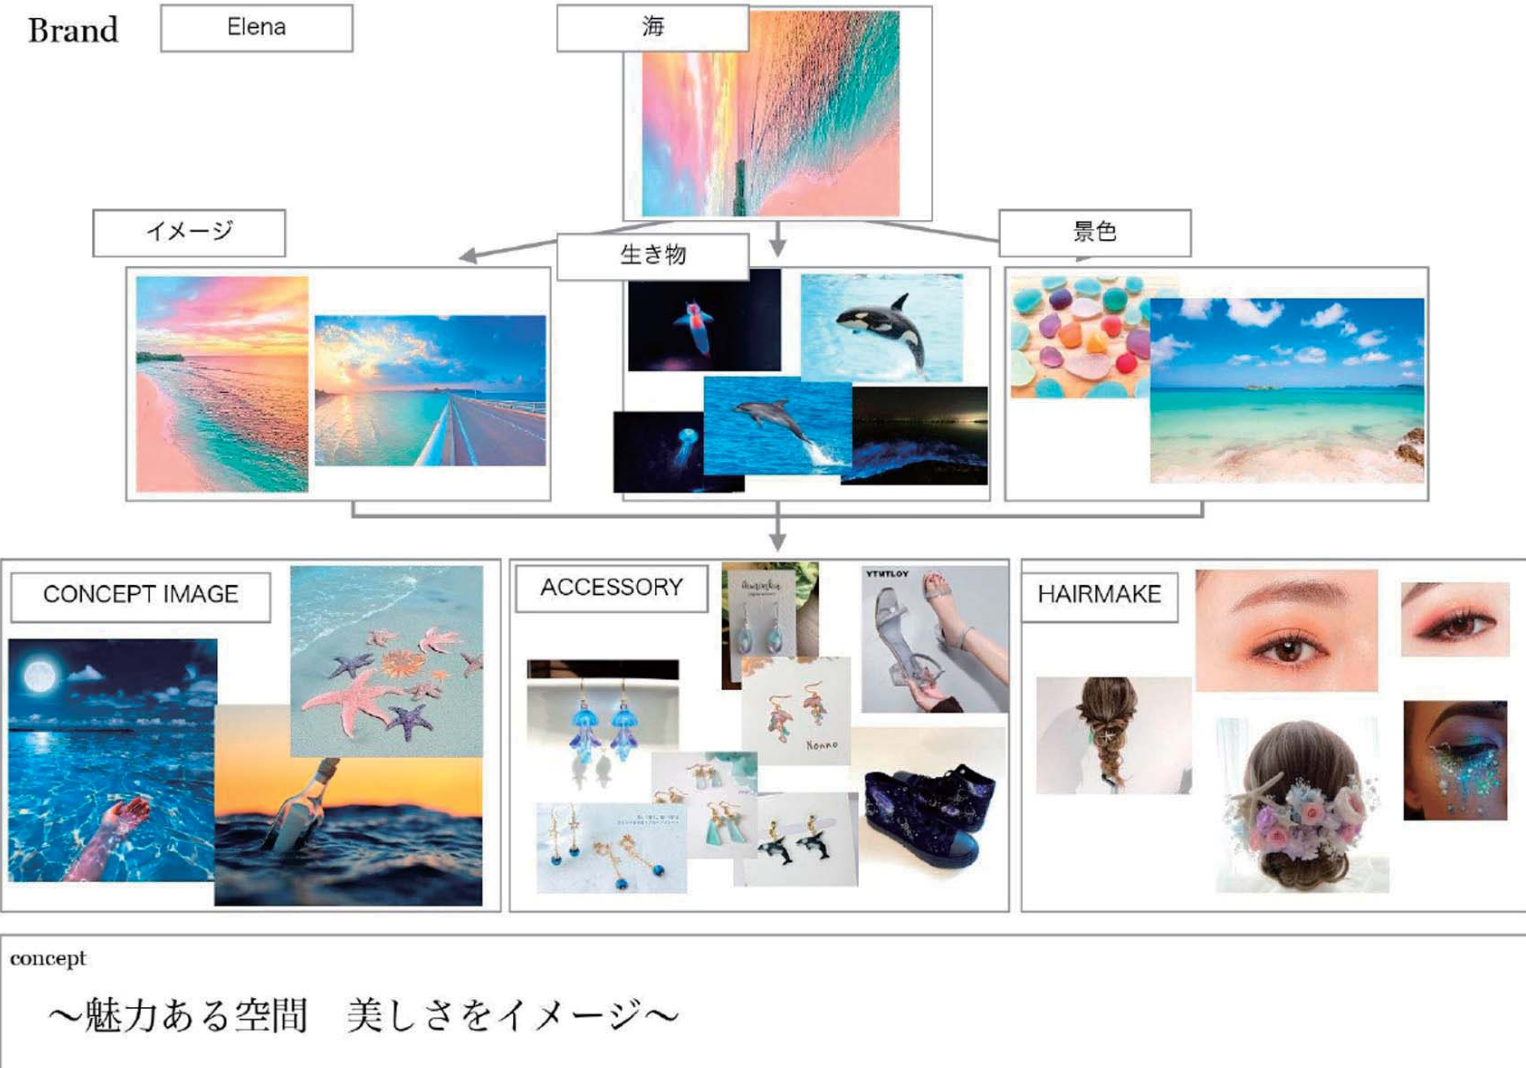 Brand
Elena
海
イメージ
生き物
景色
CONCEPT IMAGE
ACCESSORY
YTMTLOY
Nonno
HAIRMAKE
concept
～魅力ある空間　美しさをイメージ～